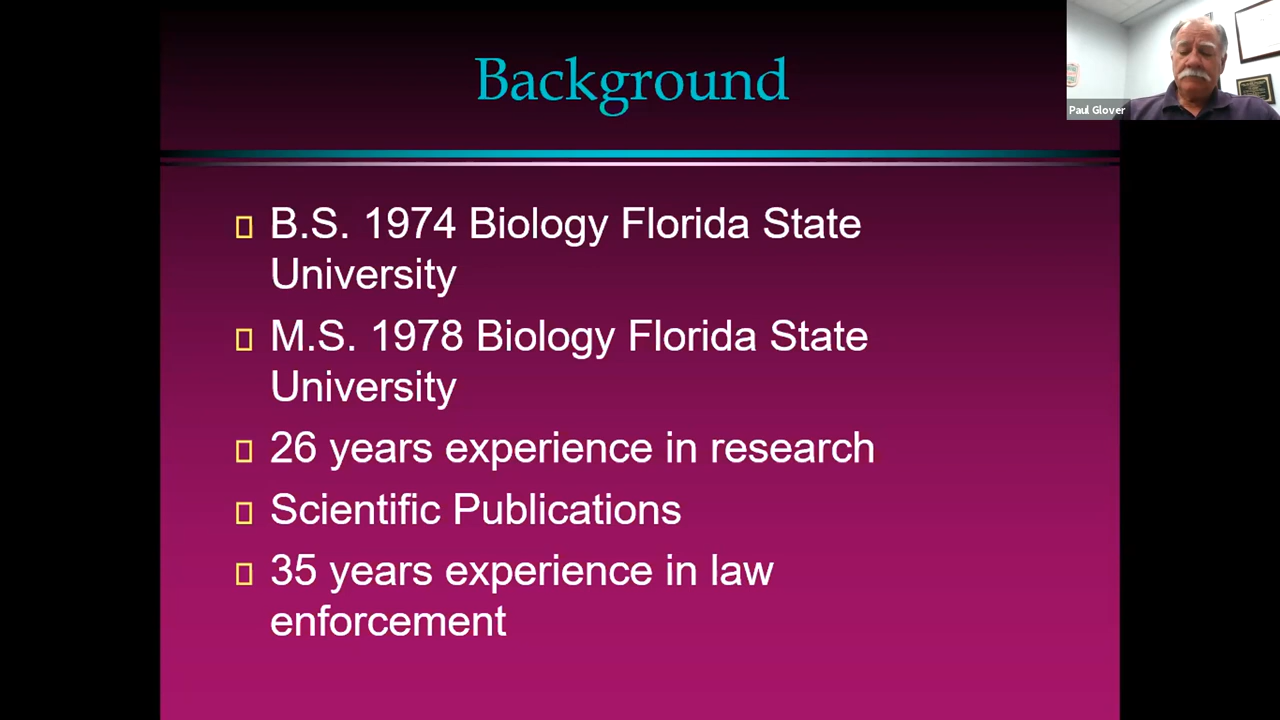 Background
Paul Glover
B.S. 1974 Biology Florida State
University
M.S. 1978 Biology Florida State
University
26 years experience in research
Scientific Publications
35 years experience in law
enforcement